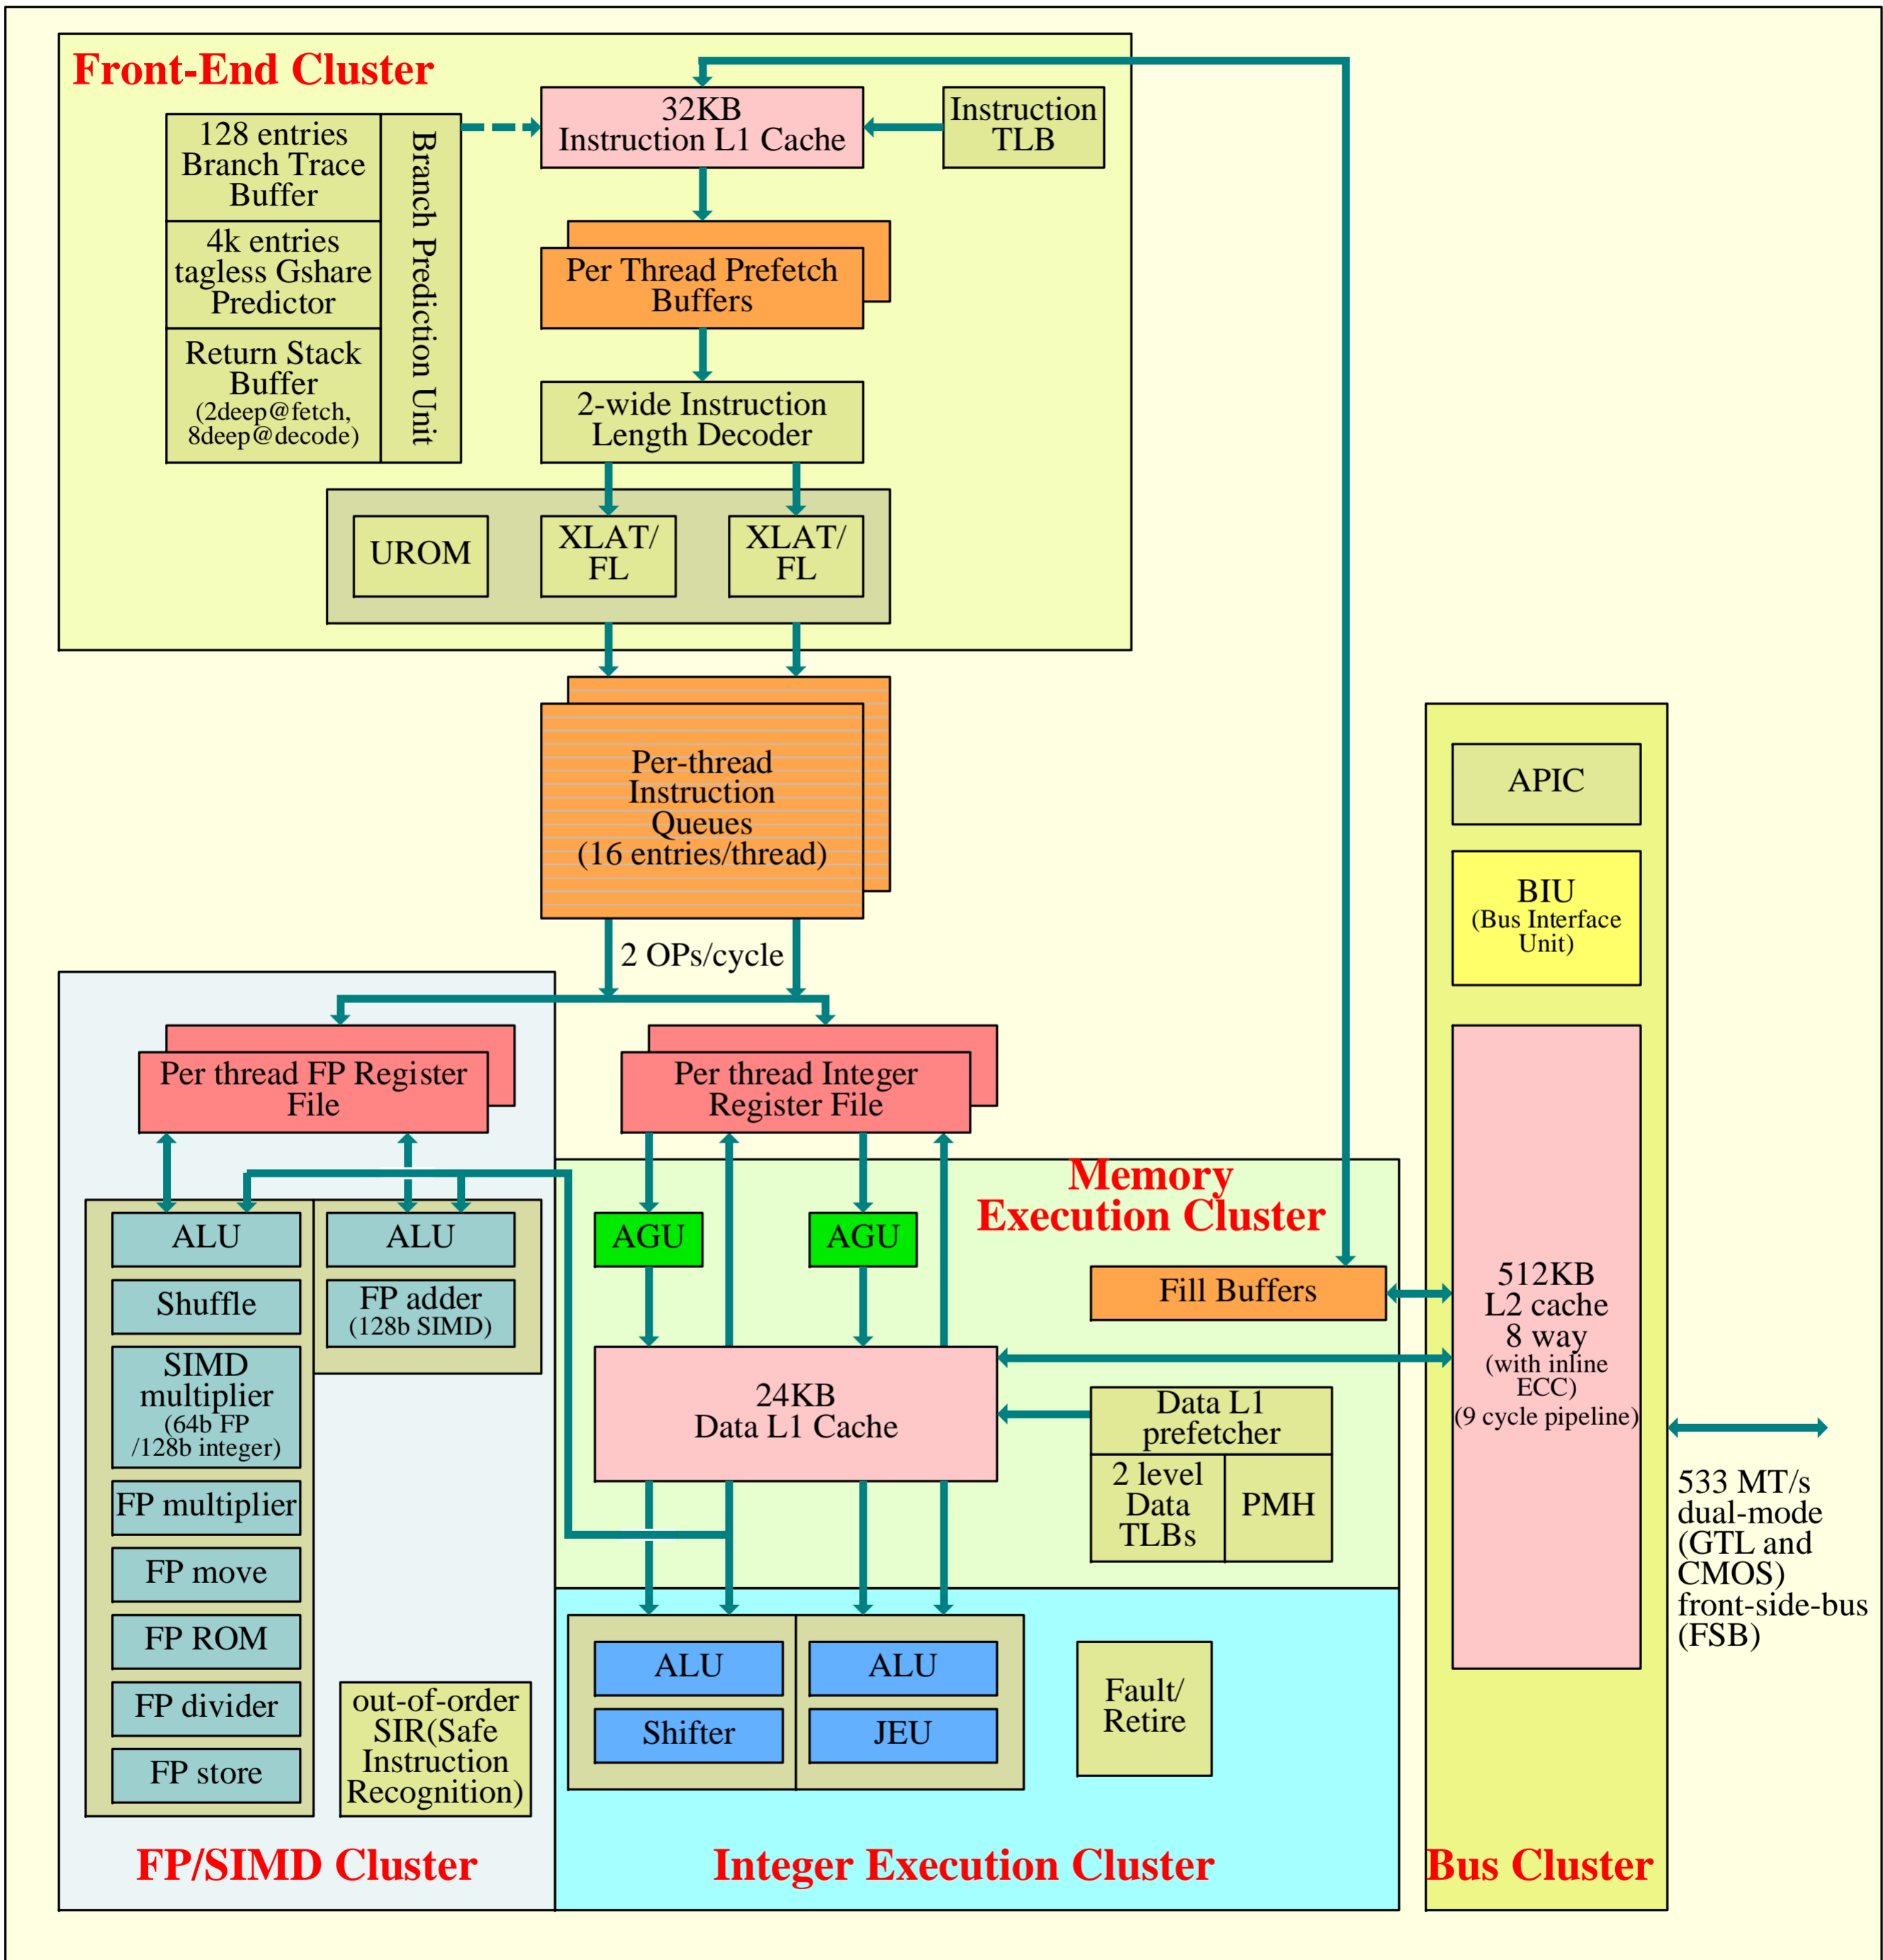 Front-End Cluster
32KB
Instruction L1 Cache
Instruction
TLB
128 entries
Branch Trace
Buffer
4k entries
tagless Gshare
Predictor
Return Stack
Buffer
(2deep@fetch,
8deep@decode)
Branch Prediction Unit
Per Thread Prefetch
Buffers
2-wide Instruction
Length Decoder
UROM
XLAT/
FL
XLAT/
FL
Per-thread
Instruction
Queues
(16 entries/thread)
2 OPs/cycle
APIC
BIU
(Bus Interface
Unit)
Per thread FP Register
File
Per thread Integer
Register File
Memory
Execution Cluster
ALU
Shuffle
SIMD
multiplier
(64b FP
/128b integer)
FP multiplier
FP move
FP ROM
FP divider
FP store
ALU
FP adder
(128b SIMD)
out-of-order
SIR(Safe
Instruction
Recognition)
FP/SIMD Cluster
AGU
AGU
Fill Buffers
24KB
Data L1 Cache
Data L1
prefetcher
2 level
Data
TLBs
PMH
ALU
Shifter
ALU
JEU
Fault/
Retire
Integer Execution Cluster
512KB
L2 cache
8 way
(with inline
ECC)
(9 cycle pipeline)
Bus Cluster
533 MT/s
dual-mode
(GTL and
CMOS)
front-side-bus
(FSB)